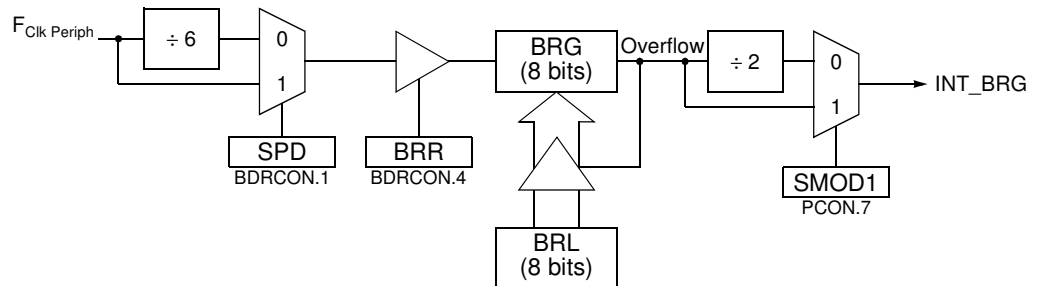 F Clk Periph
÷ 6
0
1
SPD
BDRCON.1
BRR
BDRCON.4
BRG
(8 bits)
Overflow
÷ 2
0
1
INT_BRG
SMOD1
PCON.7
BRL
(8 bits)